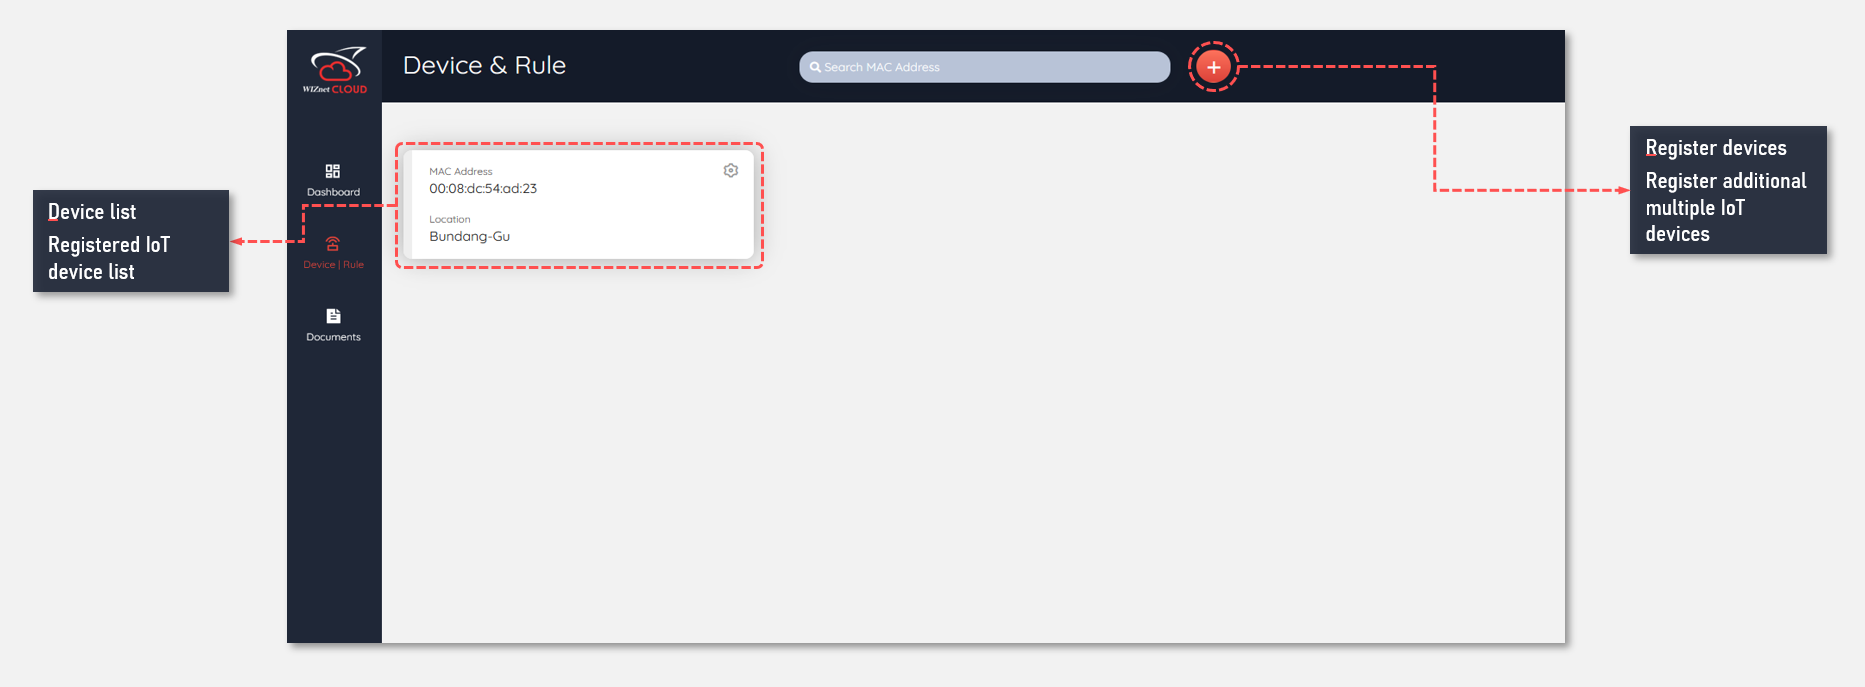 WIZnet CLOUD
Device & Rule
Search MAC Address
Dashboard
Device | Rule
Documents
MAC Address
00:08:dc:54:ad:23
Location
Bundang-Gu
Device list
Registered IoT
device list
Register devices
Register additional
multiple IoT
devices